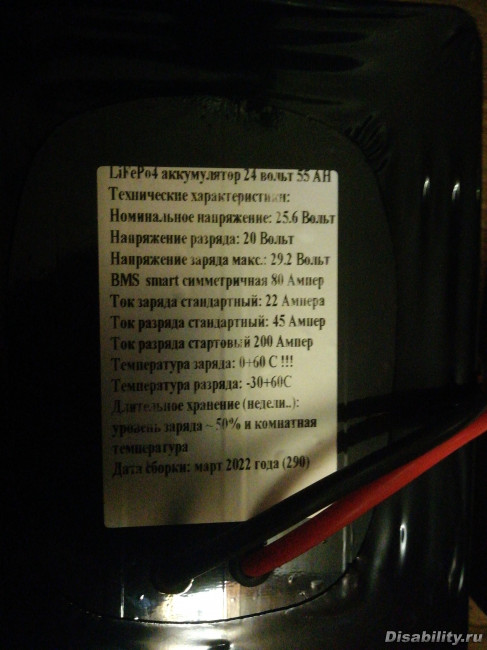 LiFePo4 аккумулятор 24 вольт 55 АН
Технические характеристики:
Номинальное напряжение: 25.6 Вольт
Напряжение разряда: 20 Вольт
Напряжение заряда макс.: 29.2 Вольт
BMS smart симметричная 80 Ампер
Ток заряда стандартный: 22 Ампера
Ток разряда стандартный: 45 Ампер
Ток разряда стартовый 200 Ампер
Температура заряда: 0+60 С !!!
Температура разряда: -30+60С
Длительное хранение (недели..):
уровень заряда ~ 50% и комнатная
температура
Дата сборки: март 2022 года (290)
Disability.ru